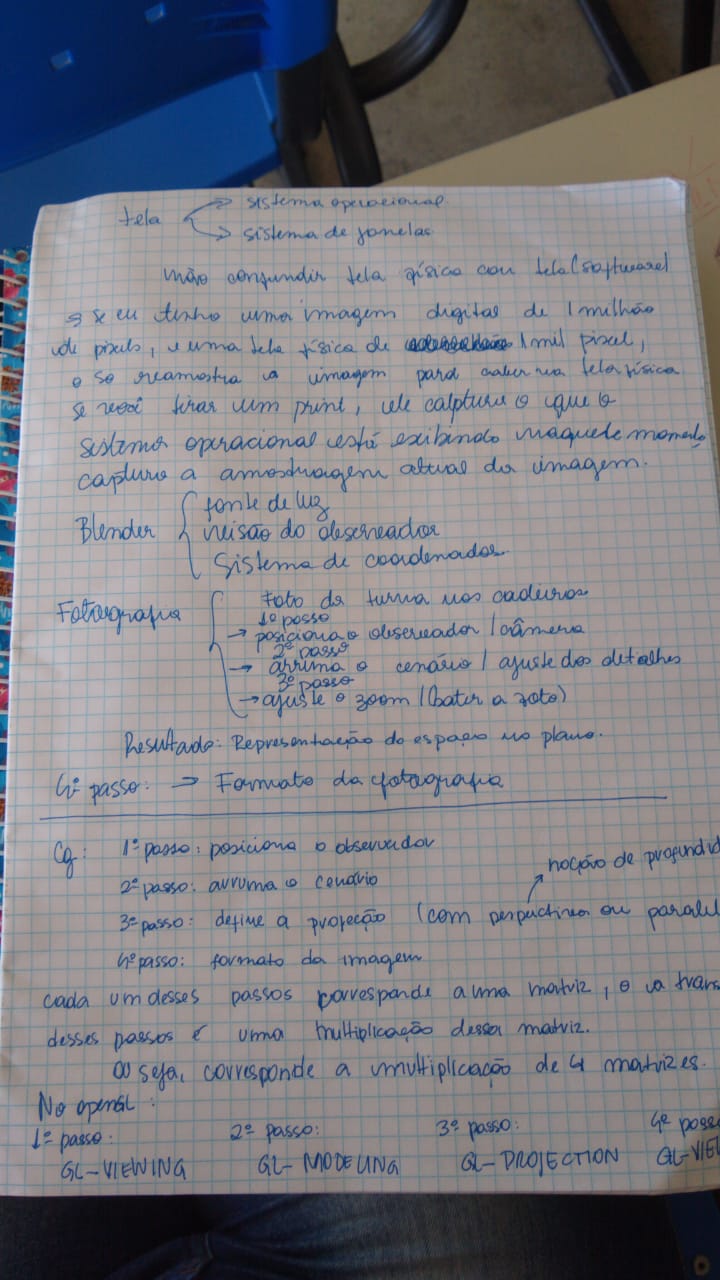 tela → sistema operacional
→ sistema de janelas
não confundir tela física com tela (software)
→ se eu tenho uma imagem digital de 1 milhão
de pixels, e uma tela física de 1 mil pixel,
o so reamostra a imagem para caber na tela física
se você tirar um print, ele calptura o que o
sistema operacional está exibindo naquele momento
captura a amostragem atual da imagem.
Blender { fonte de luz
visão do observador
Sistema de coordenadas
Fotografia { Foto da turma nas cadeiras
1º passo
→ posiciona o observador / câmera
2º passo
→ arruma o cenário / ajuste dos detalhes
3º passo
→ ajuste o zoom / (bater a foto)
Resultado: Representação do espaço no plano.
4º passo: → Formato da fotografia
Cg: 1º passo: posiciona o observador
noção de profundid
2º passo: arruma o cenário
3º passo: define a projeção (com perspectiva ou paralel
4º passo: formato da imagem
cada um desses passos corresponde a uma matriz, e a trans
desses passos é uma multiplicação dessa matriz.
ou seja, corresponde a multiplicação de 4 matrizes.
No opengl:
1º passo: 2º passo: 3º passo: 4º passo
GL-VIEWING GL-MODELING GL-PROJECTION GL-VIE